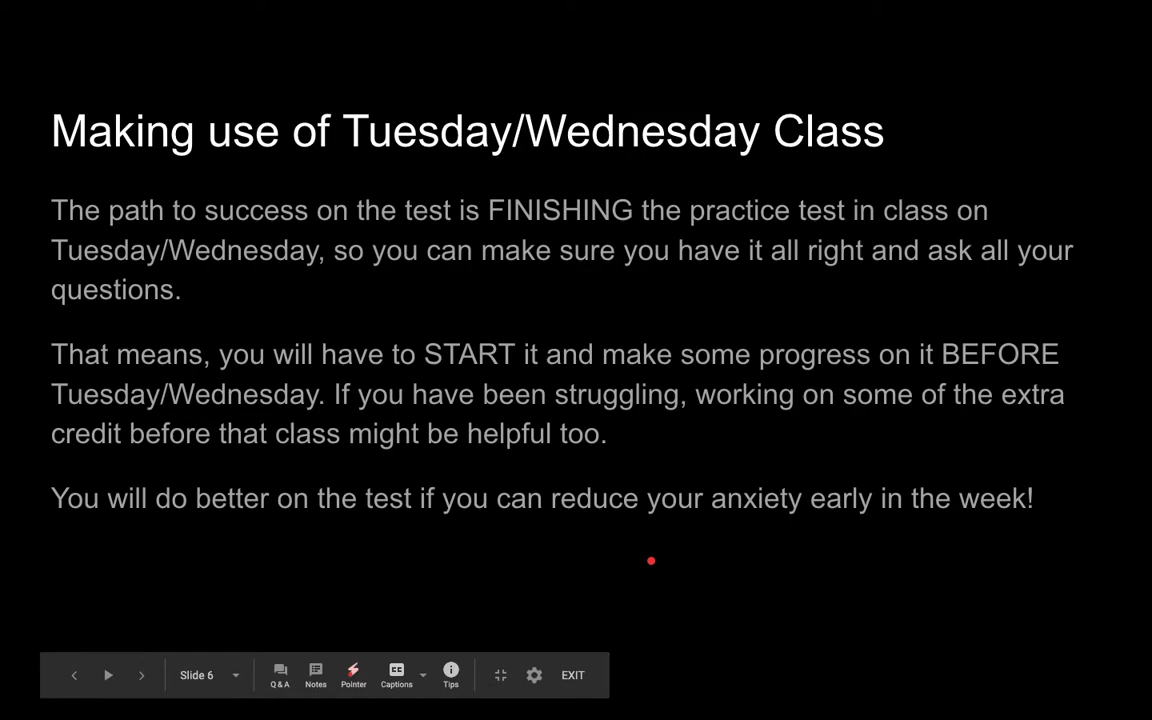 Making use of Tuesday/Wednesday Class
The path to success on the test is FINISHING the practice test in class on
Tuesday/Wednesday, so you can make sure you have it all right and ask all your
questions.
That means, you will have to START it and make some progress on it BEFORE
Tuesday/Wednesday. If you have been struggling, working on some of the extra
credit before that class might be helpful too.
You will do better on the test if you can reduce your anxiety early in the week!
Slide 6
Q & A
Notes
Pointer
CC
Captions
Tips
EXIT